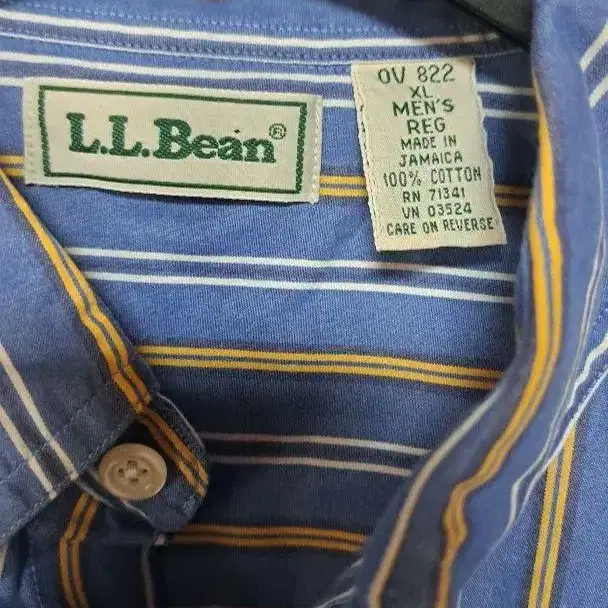 L.L.Bean®
OV 822
XL
MEN'S
REG
MADE IN
JAMAICA
100% COTTON
RN 71341
VN 03524
CARE ON REVERSE